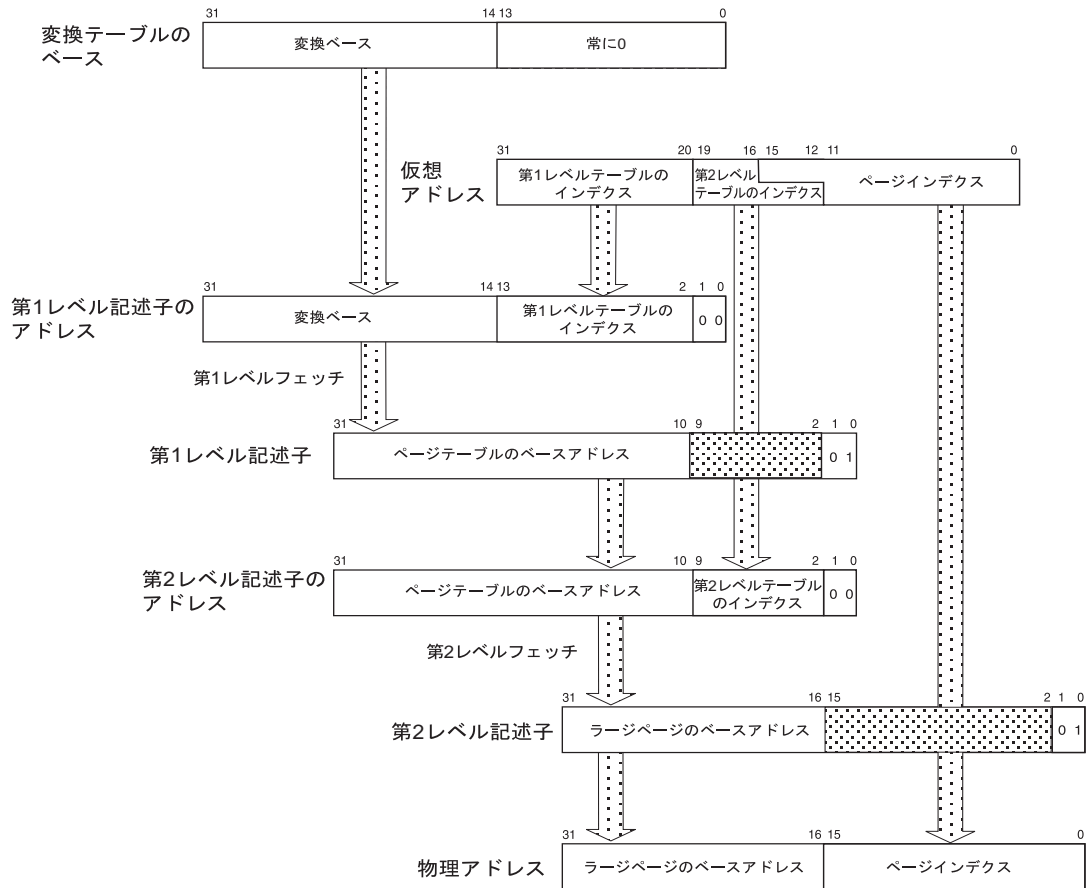 31 14 13 0
変換テーブルの
ベース
変換ベース 常に0
31 20 19 16 15 12 11 0
仮想
アドレス
第1レベルテーブルの
インデクス
第2レベル
テーブルのインデクス
ページインデクス
31 14 13 2 1 0
第1レベル記述子の
アドレス
変換ベース
第1レベルテーブルの
インデクス
0 0
第1レベルフェッチ
31 10 9 2 1 0
第1レベル記述子
ページテーブルのベースアドレス
0 1
31 10 9 2 1 0
第2レベル記述子の
アドレス
ページテーブルのベースアドレス
第2レベルテーブル
のインデクス
0 0
第2レベルフェッチ
31 16 15 2 1 0
第2レベル記述子
ラージページのベースアドレス
0 1
31 16 15 0
物理アドレス
ラージページのベースアドレス ページインデクス